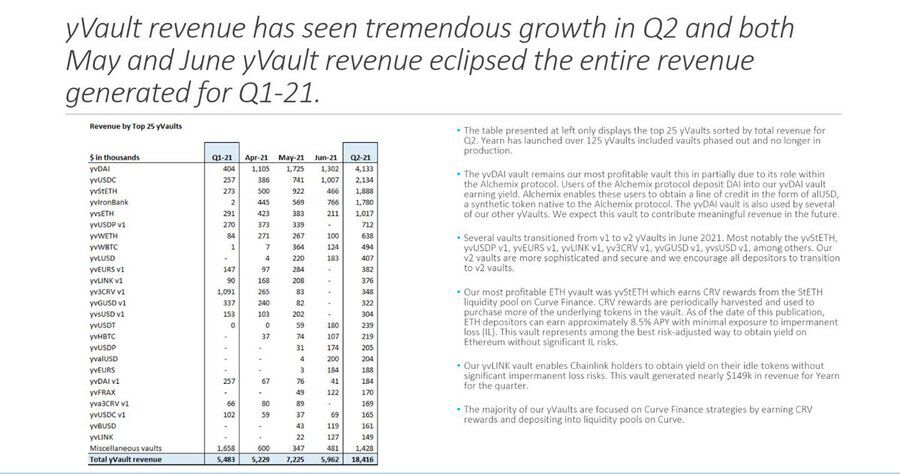 yVault revenue has seen tremendous growth in Q2 and both
May and June yVault revenue eclipsed the entire revenue
generated for Q1-21.
Revenue by Top 25 yVaults
$ in thousands Q1-21 Apr-21 May-21 Jun-21 Q2-21
yvDAI 404 1,105 1,725 1,302 4,133
yvUSDC 257 386 741 1,007 2,134
yvStETH 273 500 922 466 1,888
yvIronBank 2 445 569 766 1,780
yvsETH 291 423 383 211 1,017
yvUSDP v1 270 373 339 - 712
yvWETH 84 271 267 100 638
yvWBTC 1 7 364 124 494
yvLUSD - 4 220 183 407
yvEURS v1 147 97 284 - 382
yvLINK v1 90 168 208 - 376
yv3CRV v1 1,091 265 83 - 348
yvGUSD v1 337 240 82 - 322
yvsUSD v1 153 103 202 - 304
yvUSDT 0 0 59 180 239
yvHBTC - 37 74 107 219
yvUSDP - - 31 174 205
yvalUSD - - 4 200 204
yvEURS - - 3 184 188
yvDAI v1 257 67 76 41 184
yvFRAX - - 49 122 170
yva3CRV v1 66 80 89 - 169
yvUSDC v1 102 59 37 69 165
yvBUSD - - 43 119 161
yvLINK - - 22 127 149
Miscellaneous vaults 1,658 600 347 481 1,428
Total yVault revenue 5,483 5,229 7,225 5,962 18,416
• The table presented at left only displays the top 25 yVaults sorted by total revenue for
Q2. Yearn has launched over 125 yVaults included vaults phased out and no longer in
production.
• The yvDAI vault remains our most profitable vault this in partially due to its role within
the Alchemix protocol. Users of the Alchemix protocol deposit DAI into our yvDAI vault
earning yield. Alchemix enables these users to obtain a line of credit in the form of alUSD,
a synthetic token native to the Alchemix protocol. The yvDAI vault is also used by several
of our other yVaults. We expect this vault to contribute meaningful revenue in the future.
• Several vaults transitioned from v1 to v2 yVaults in June 2021. Most notably the yvStETH,
yvUSDP v1, yvEURS v1, yvLINK v1, yv3CRV v1, yvGUSD v1, yvsUSD v1, among others. Our
v2 vaults are more sophisticated and secure and we encourage all depositors to transition
to v2 vaults.
• Our most profitable ETH yvault was yvStETH which earns CRV rewards from the StETH
liquidity pool on Curve Finance. CRV rewards are periodically harvested and used to
purchase more of the underlying tokens in the vault. As of the date of this publication,
ETH depositors can earn approximately 8.5% APY with minimal exposure to impermanent
loss (IL). This vault represents among the best risk-adjusted way to obtain yield on
Ethereum without significant IL risks.
• Our yvLINK vault enables Chainlink holders to obtain yield on their idle tokens without
significant impermanent loss risks. This vault generated nearly $149k in revenue for Yearn
for the quarter.
• The majority of our yVaults are focused on Curve Finance strategies by earning CRV
rewards and depositing into liquidity pools on Curve.